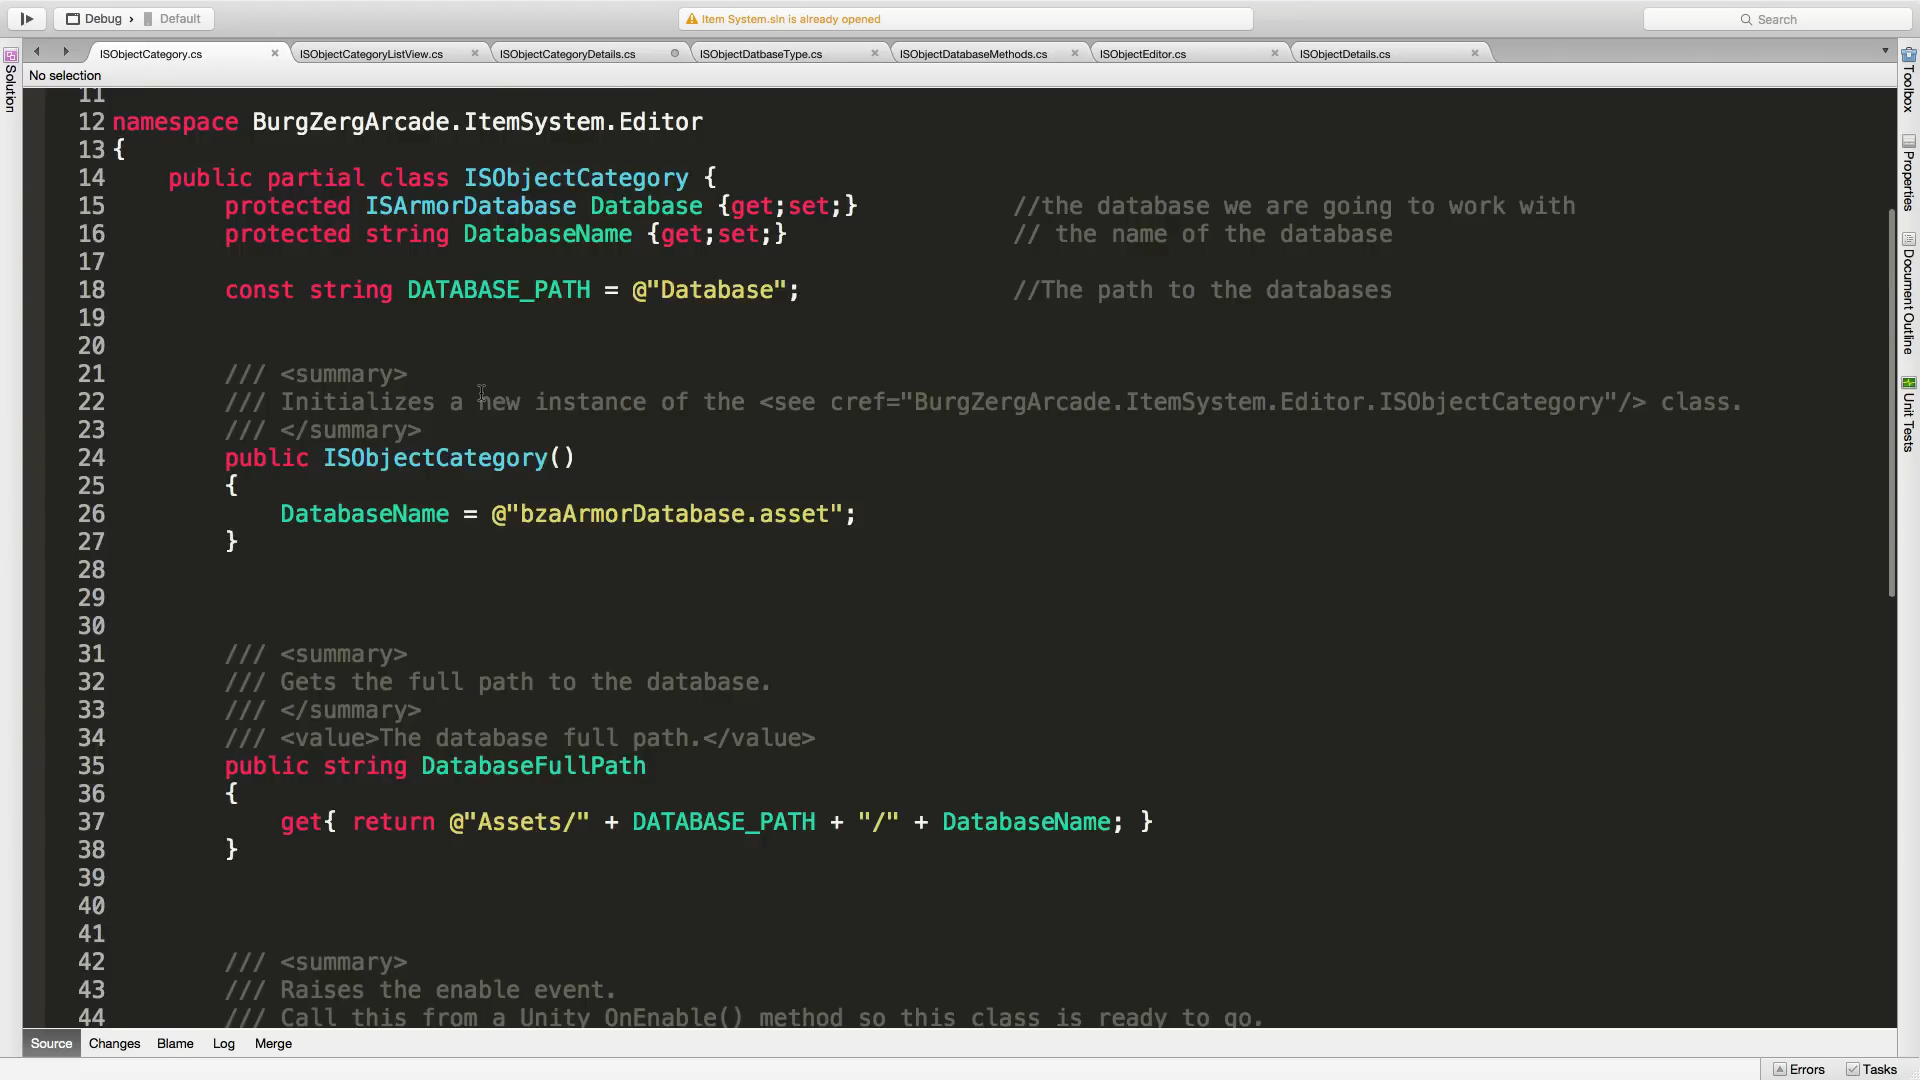 Debug › Default
Item System.sln is already opened
Search
ISObjectCategory.cs
ISObjectCategoryListView.cs
ISObjectCategoryDetails.cs
ISObjectDatbaseType.cs
ISObjectDatabaseMethods.cs
ISObjectEditor.cs
ISObjectDetails.cs
No selection
Solution
Toolbox
Properties
Document Outline
Unit Tests
11
12 namespace BurgZergArcade.ItemSystem.Editor
13 {
14 public partial class ISObjectCategory {
15 protected ISArmorDatabase Database {get;set;} //the database we are going to work with
16 protected string DatabaseName {get;set;} // the name of the database
17
18 const string DATABASE_PATH = @"Database"; //The path to the databases
19
20
21 /// <summary>
22 /// Initializes a new instance of the <see cref="BurgZergArcade.ItemSystem.Editor.ISObjectCategory"/> class.
23 /// </summary>
24 public ISObjectCategory()
25 {
26 DatabaseName = @"bzaArmorDatabase.asset";
27 }
28
29
30
31 /// <summary>
32 /// Gets the full path to the database.
33 /// </summary>
34 /// <value>The database full path.</value>
35 public string DatabaseFullPath
36 {
37 get{ return @"Assets/" + DATABASE_PATH + "/" + DatabaseName; }
38 }
39
40
41
42 /// <summary>
43 /// Raises the enable event.
44 /// Call this from a Unity OnEnable() method so this class is ready to go.
Source Changes Blame Log Merge
Errors Tasks